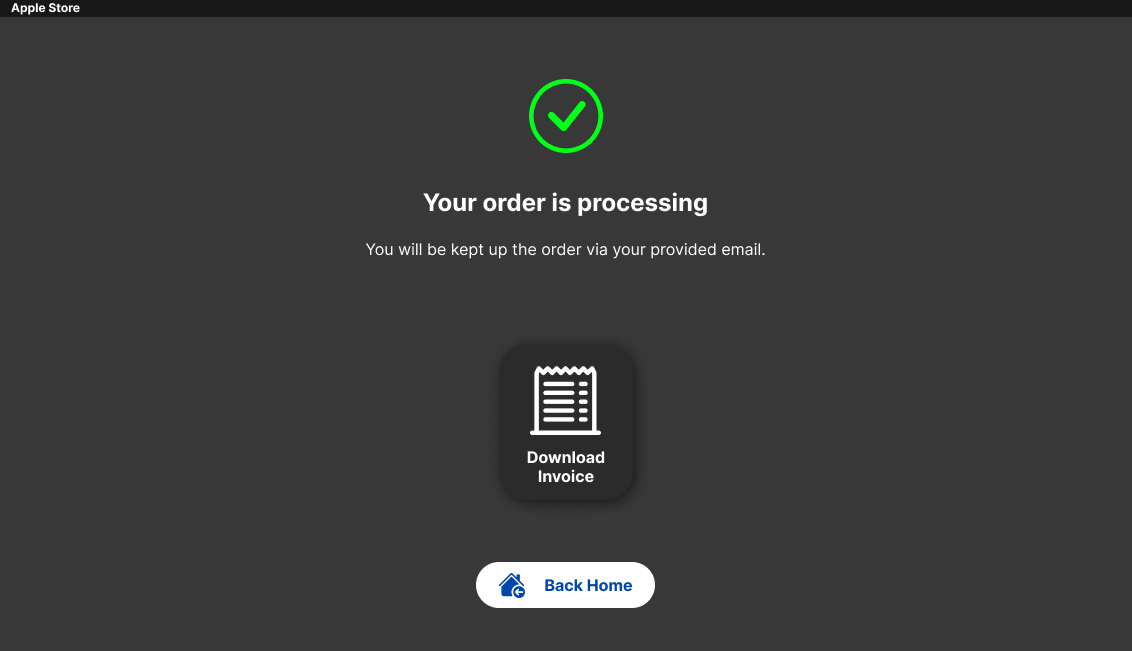 Apple Store
Your order is processing
You will be kept up the order via your provided email.
Download
Invoice
Back Home